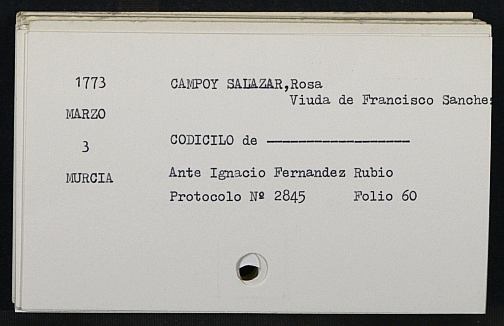 1773 CAMPOY SALAZAR,Rosa
Viuda de Francisco Sanchez
MARZO
3 CODICILO de ------------------
MURCIA Ante Ignacio Fernandez Rubio
Protocolo Nº 2845 Folio 60